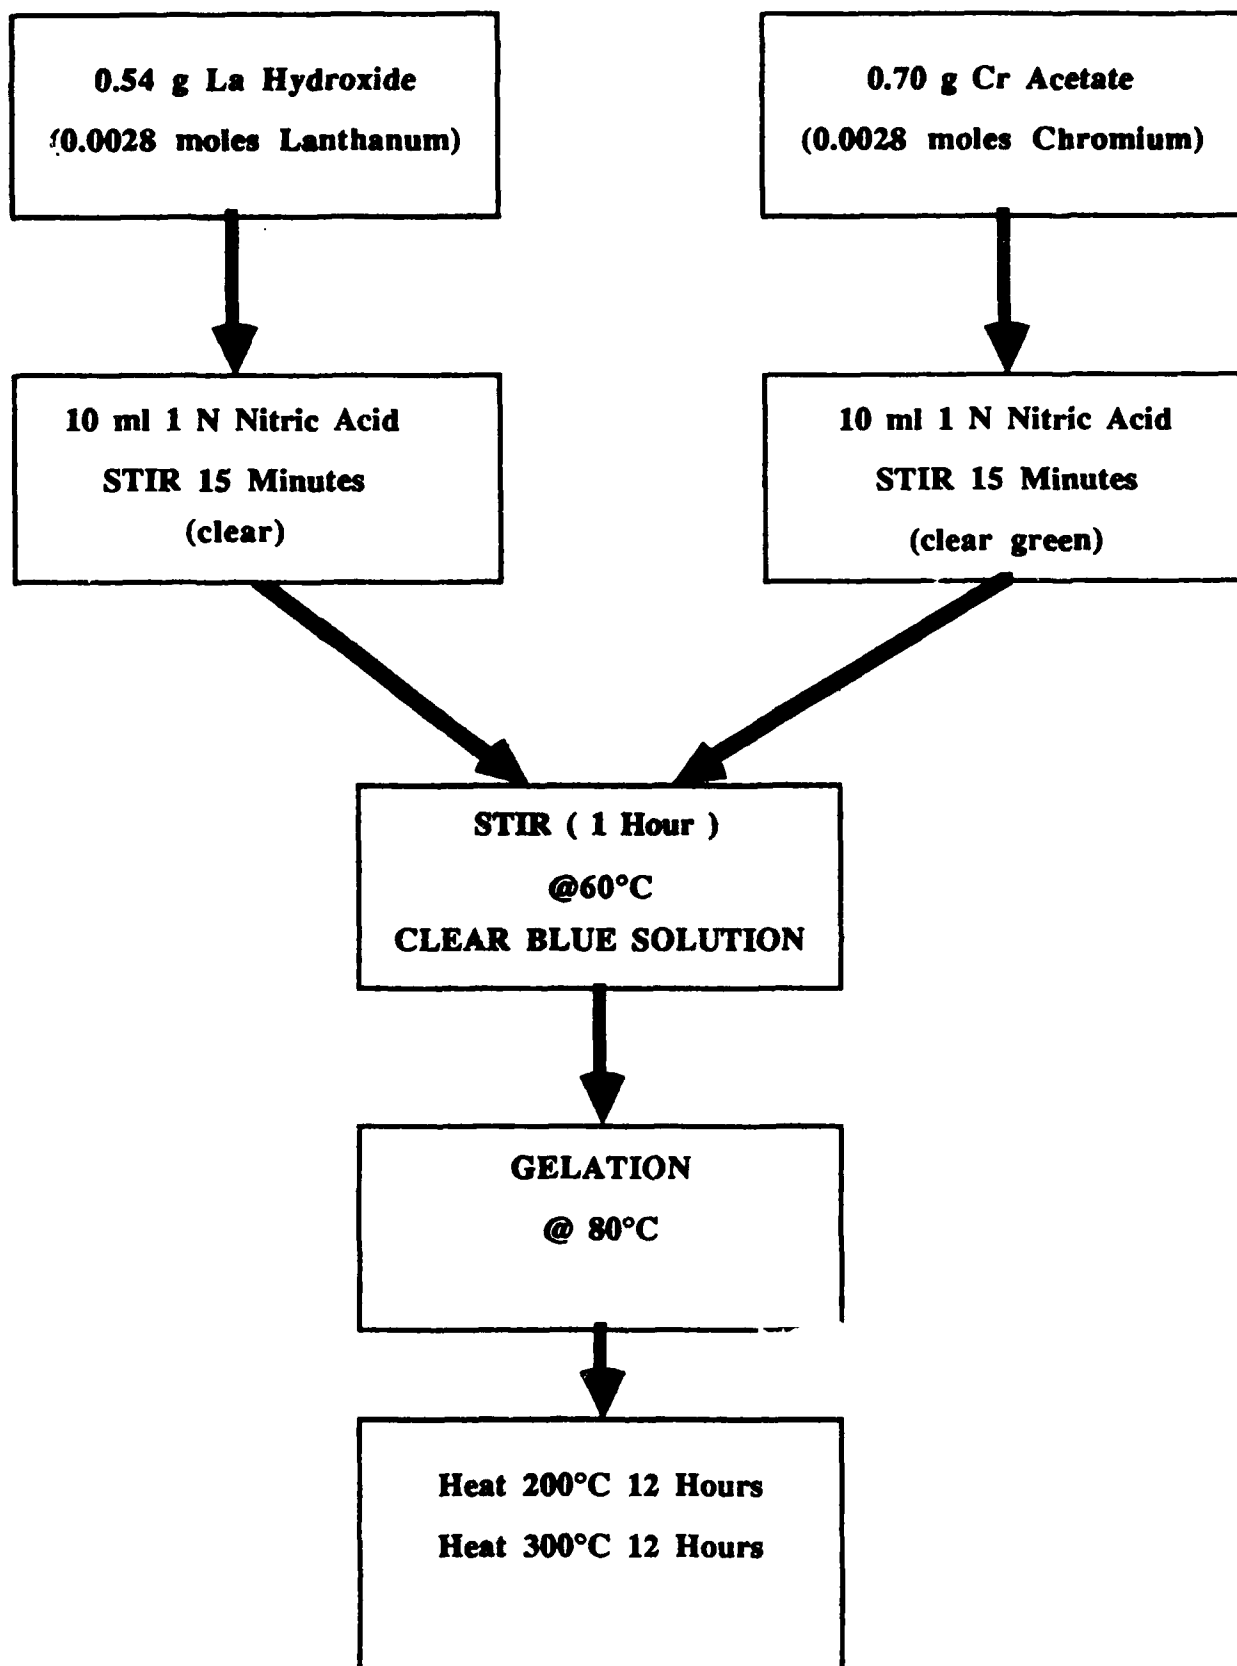 0.54 g La Hydroxide
(0.0028 moles Lanthanum)
0.70 g Cr Acetate
(0.0028 moles Chromium)
10 ml 1 N Nitric Acid
STIR 15 Minutes
(clear)
10 ml 1 N Nitric Acid
STIR 15 Minutes
(clear green)
STIR ( 1 Hour )
@60°C
CLEAR BLUE SOLUTION
GELATION
@ 80°C
Heat 200°C 12 Hours
Heat 300°C 12 Hours